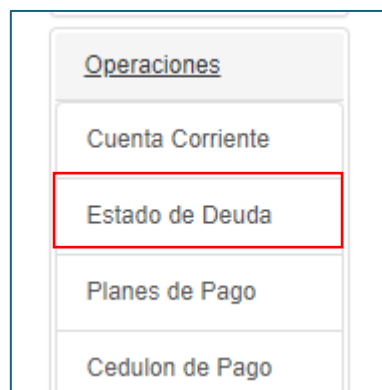 Operaciones
Cuenta Corriente
Estado de Deuda
Planes de Pago
Cedulon de Pago